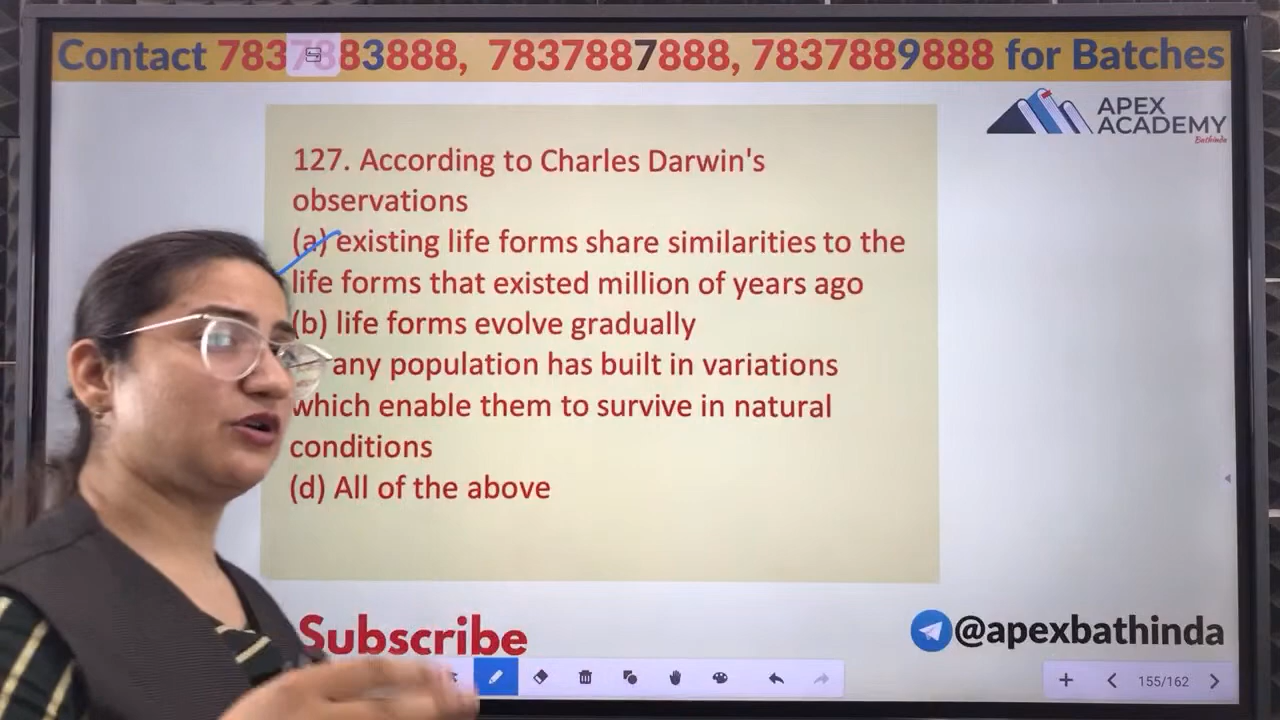 Contact 7837883888, 7837887888, 7837889888 for Batches
APEX
ACADEMY
Bathinda
127. According to Charles Darwin's
observations
(a) existing life forms share similarities to the
life forms that existed million of years ago
(b) life forms evolve gradually
any population has built in variations
which enable them to survive in natural
conditions
(d) All of the above
Subscribe
@apexbathinda
155/162